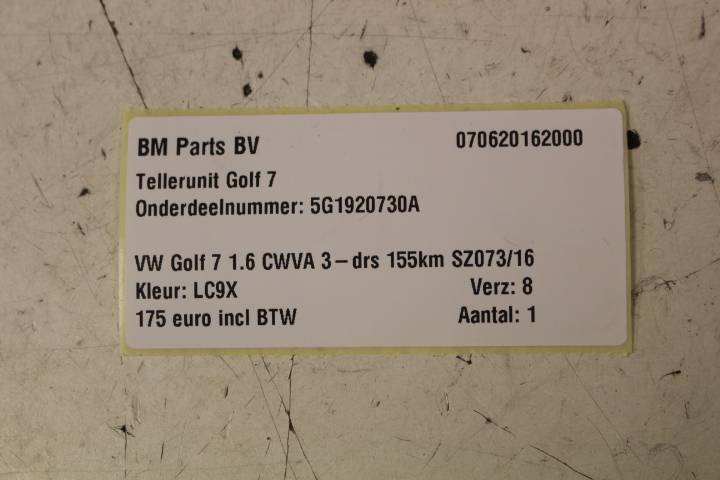 BM Parts BV 070620162000
Tellerunit Golf 7
Onderdeelnummer: 5G1920730A
VW Golf 7 1.6 CWVA 3-drs 155km SZ073/16
Kleur: LC9X Verz: 8
175 euro incl BTW Aantal: 1